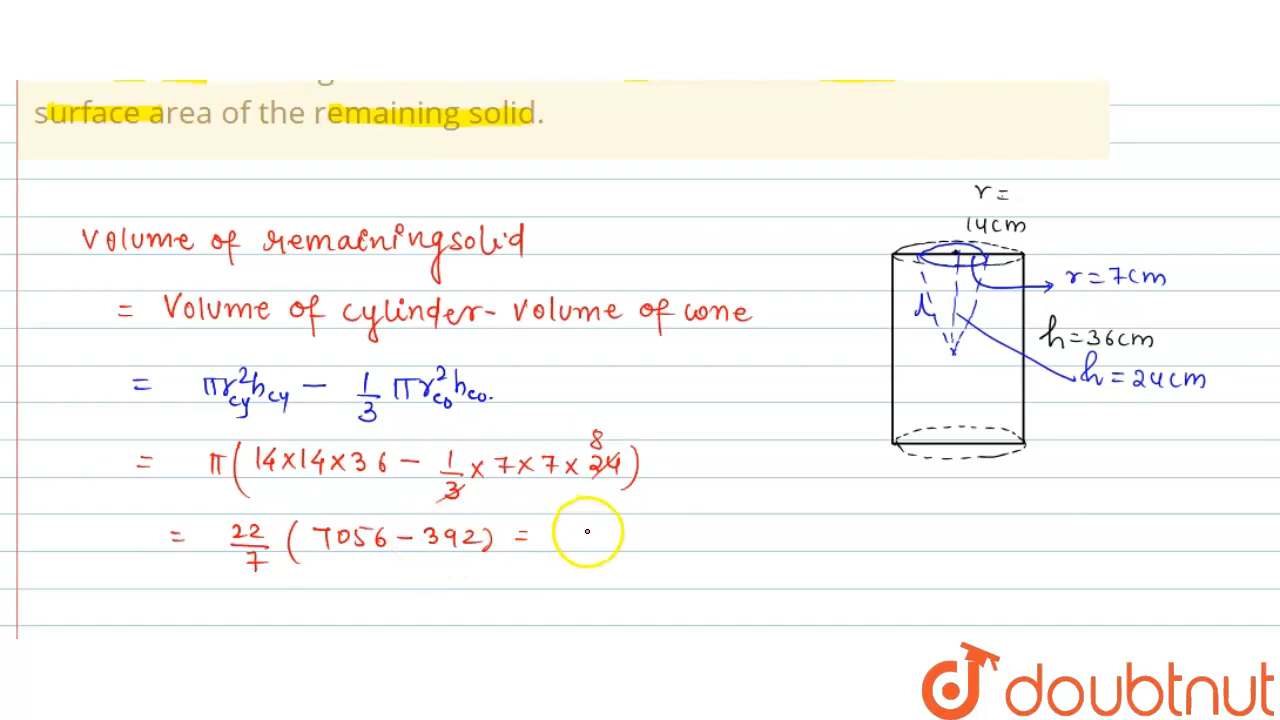 surface area of the remaining solid.
r =
14cm
Volume of remaining solid
r = 7cm
= Volume of cylinder - Volume of cone
h = 36cm
h = 24cm
= πr²cy hcy − 1/3 πr²co hco.
= π( 14×14×36 − 1/3 × 7×7×24 )
8
= 22/7 ( 7056 − 392) =
doubtnut